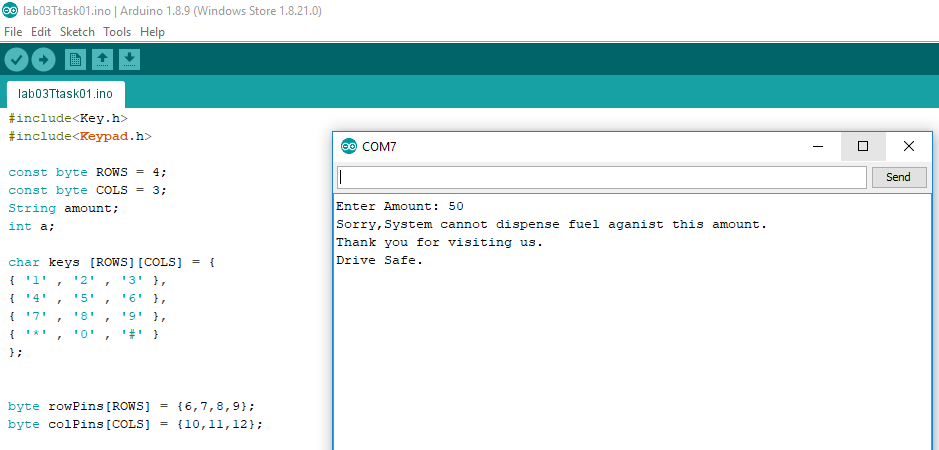 lab03Ttask01.ino | Arduino 1.8.9 (Windows Store 1.8.21.0)
File Edit Sketch Tools Help
lab03Ttask01.ino
#include<Key.h>
#include<Keypad.h>
const byte ROWS = 4;
const byte COLS = 3;
String amount;
int a;
char keys [ROWS][COLS] = {
{ '1' , '2' , '3' },
{ '4' , '5' , '6' },
{ '7' , '8' , '9' },
{ '*' , '0' , '#' }
};
byte rowPins[ROWS] = {6,7,8,9};
byte colPins[COLS] = {10,11,12};
COM7
Send
Enter Amount: 50
Sorry,System cannot dispense fuel aganist this amount.
Thank you for visiting us.
Drive Safe.